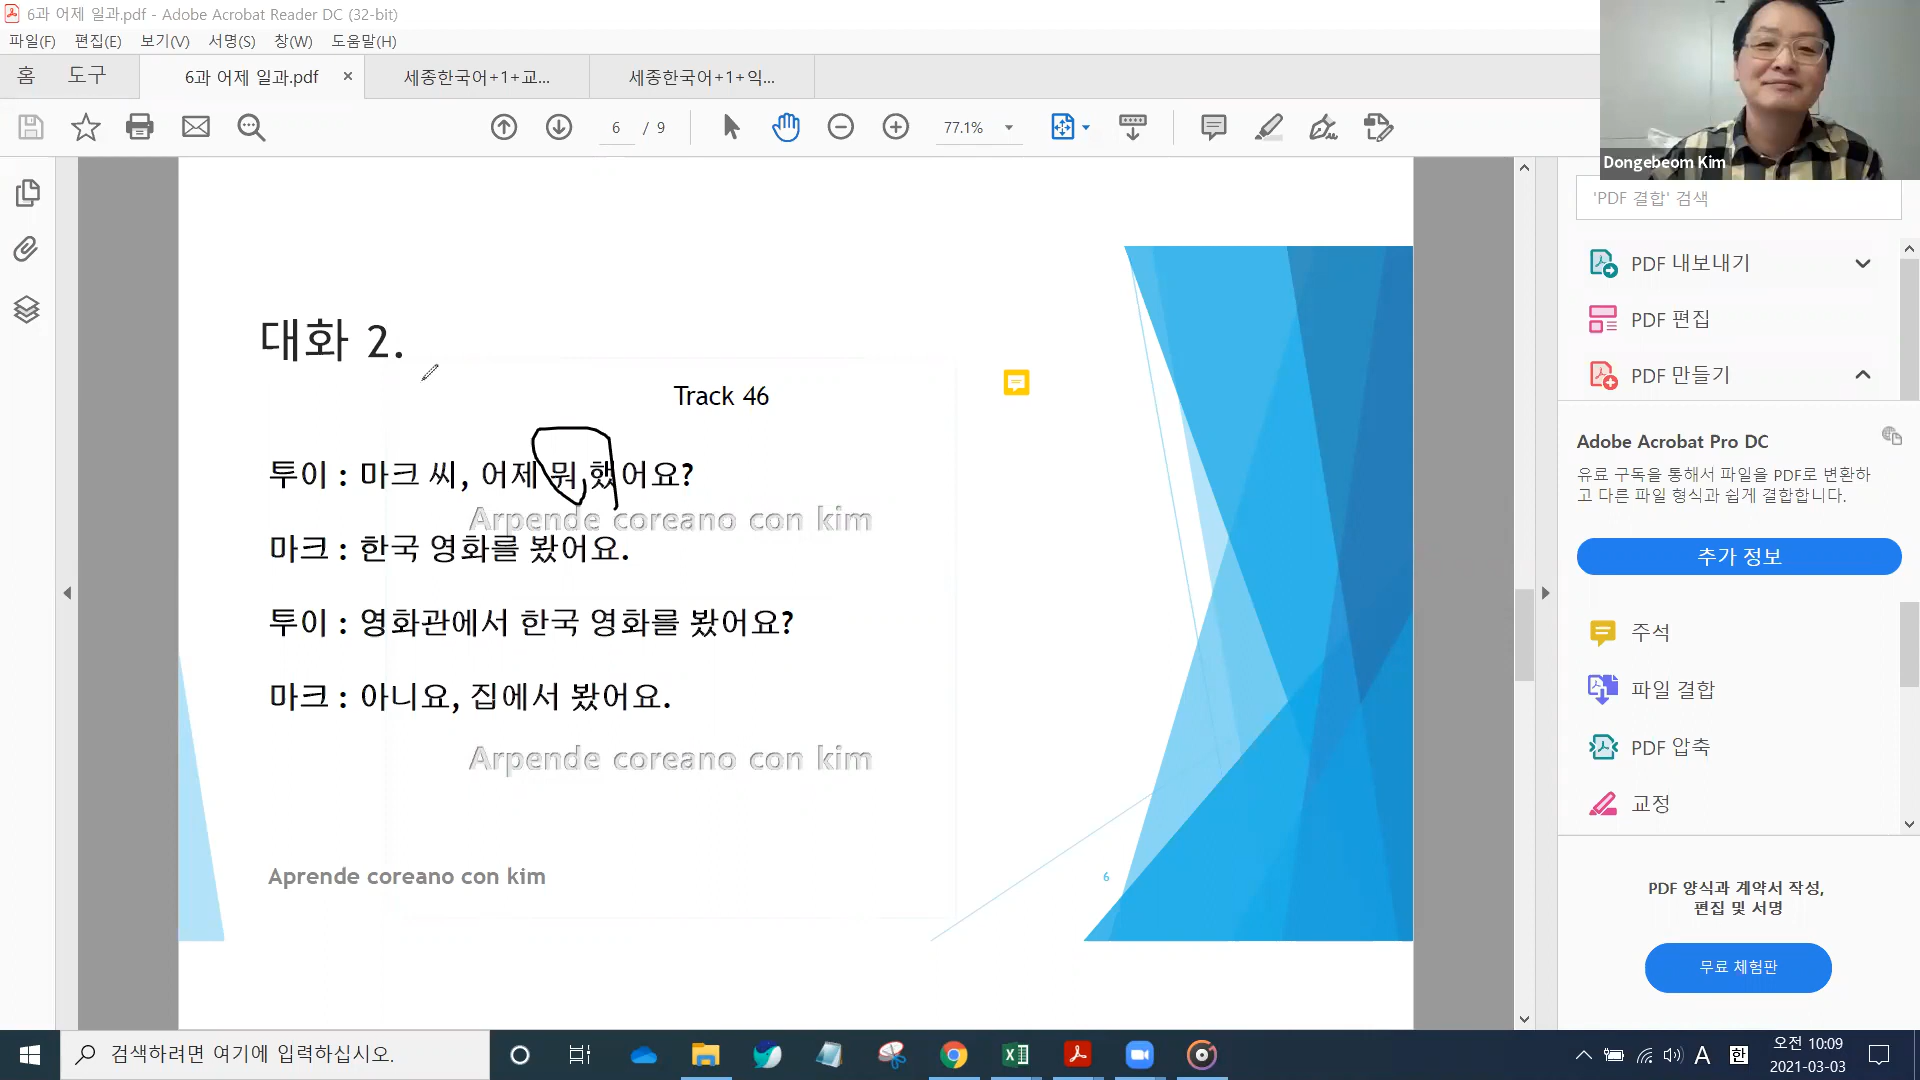 6과 어제 일과.pdf - Adobe Acrobat Reader DC (32-bit)
파일(F) 편집(E) 보기(V) 서명(S) 창(W) 도움말(H)
홈 도구 6과 어제 일과.pdf × 세종한국어+1+교... 세종한국어+1+익...
6 / 9 77.1%
Dongebeom Kim
'PDF 결합' 검색
PDF 내보내기
PDF 편집
PDF 만들기
Adobe Acrobat Pro DC
유료 구독을 통해서 파일을 PDF로 변환하
고 다른 파일 형식과 쉽게 결합합니다.
추가 정보
주석
파일 결합
PDF 압축
교정
PDF 양식과 계약서 작성,
편집 및 서명
무료 체험판
대화 2.
Track 46
투이 : 마크 씨, 어제 뭐 했어요?
Arpende coreano con kim
마크 : 한국 영화를 봤어요.
투이 : 영화관에서 한국 영화를 봤어요?
마크 : 아니요, 집에서 봤어요.
Arpende coreano con kim
Aprende coreano con kim
6
검색하려면 여기에 입력하십시오.
A 한 오전 10:09
2021-03-03